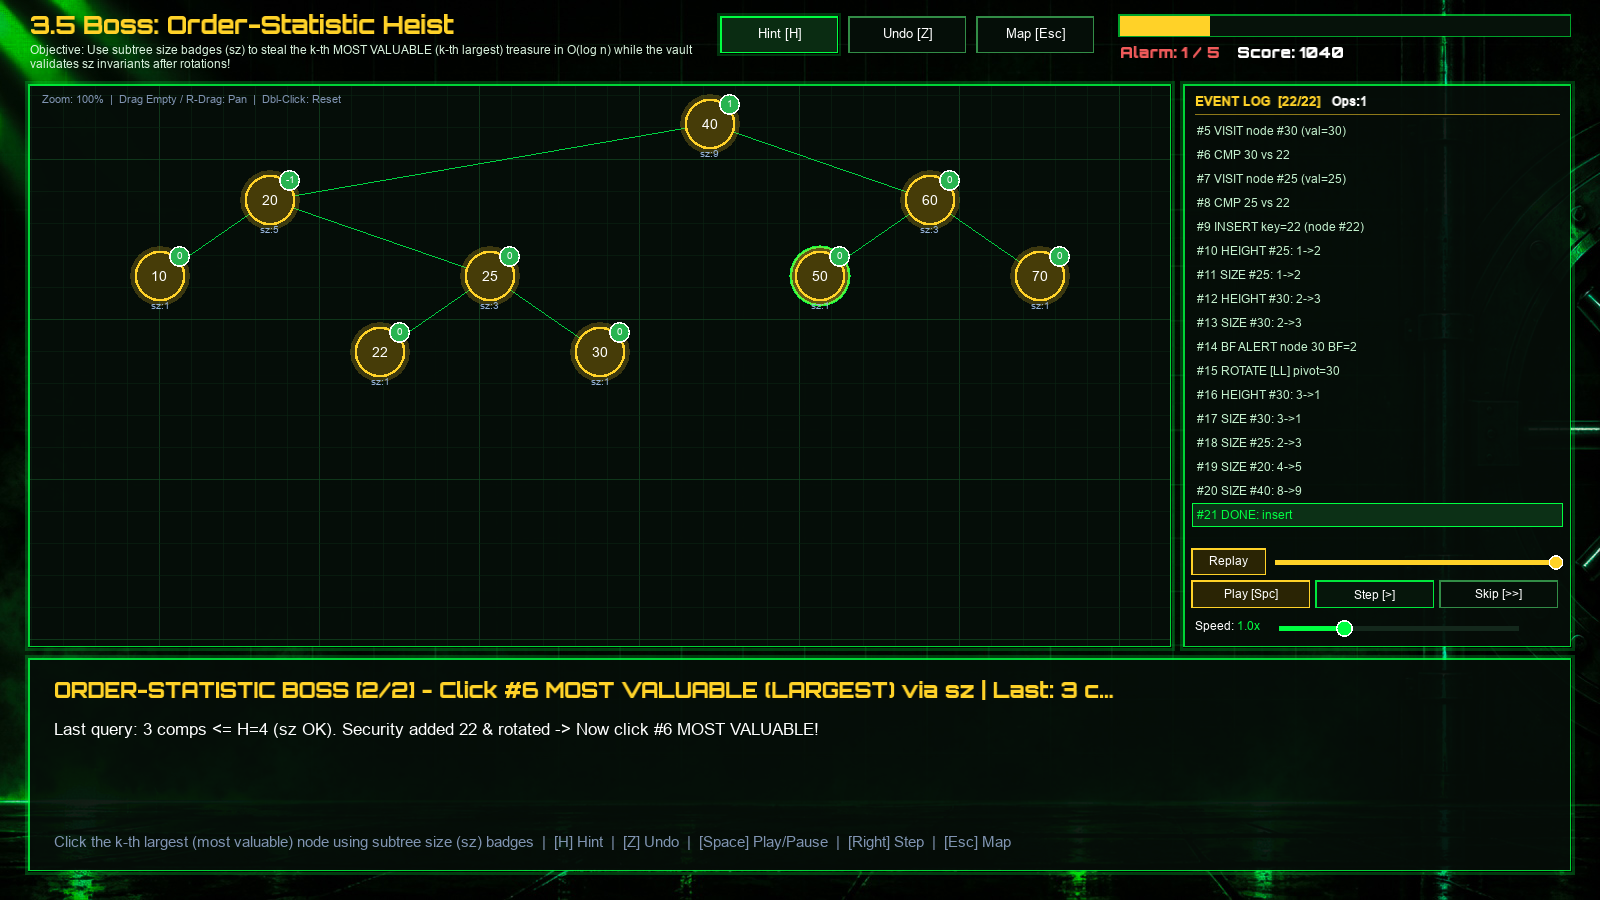 3.5 Boss: Order-Statistic Heist
Objective: Use subtree size badges (sz) to steal the k-th MOST VALUABLE (k-th largest) treasure in O(log n) while the vault
validates sz invariants after rotations!
Hint [H]
Undo [Z]
Map [Esc]
Alarm: 1 / 5
Score: 1040
Zoom: 100%  |  Drag Empty / R-Drag: Pan  |  Dbl-Click: Reset
1
40
sz:9
-1
20
sz:5
0
60
sz:3
0
10
sz:1
0
25
sz:3
0
50
sz:1
0
70
sz:1
0
22
sz:1
0
30
sz:1
EVENT LOG  [22/22]   Ops:1
#5 VISIT node #30 (val=30)
#6 CMP 30 vs 22
#7 VISIT node #25 (val=25)
#8 CMP 25 vs 22
#9 INSERT key=22 (node #22)
#10 HEIGHT #25: 1->2
#11 SIZE #25: 1->2
#12 HEIGHT #30: 2->3
#13 SIZE #30: 2->3
#14 BF ALERT node 30 BF=2
#15 ROTATE [LL] pivot=30
#16 HEIGHT #30: 3->1
#17 SIZE #30: 3->1
#18 SIZE #25: 2->3
#19 SIZE #20: 4->5
#20 SIZE #40: 8->9
#21 DONE: insert
Replay
Play [Spc]
Step [>]
Skip [>>]
Speed: 1.0x
ORDER-STATISTIC BOSS [2/2] - Click #6 MOST VALUABLE (LARGEST) via sz | Last: 3 c...
Last query: 3 comps <= H=4 (sz OK). Security added 22 & rotated -> Now click #6 MOST VALUABLE!
Click the k-th largest (most valuable) node using subtree size (sz) badges  |  [H] Hint  |  [Z] Undo  |  [Space] Play/Pause  |  [Right] Step  |  [Esc] Map